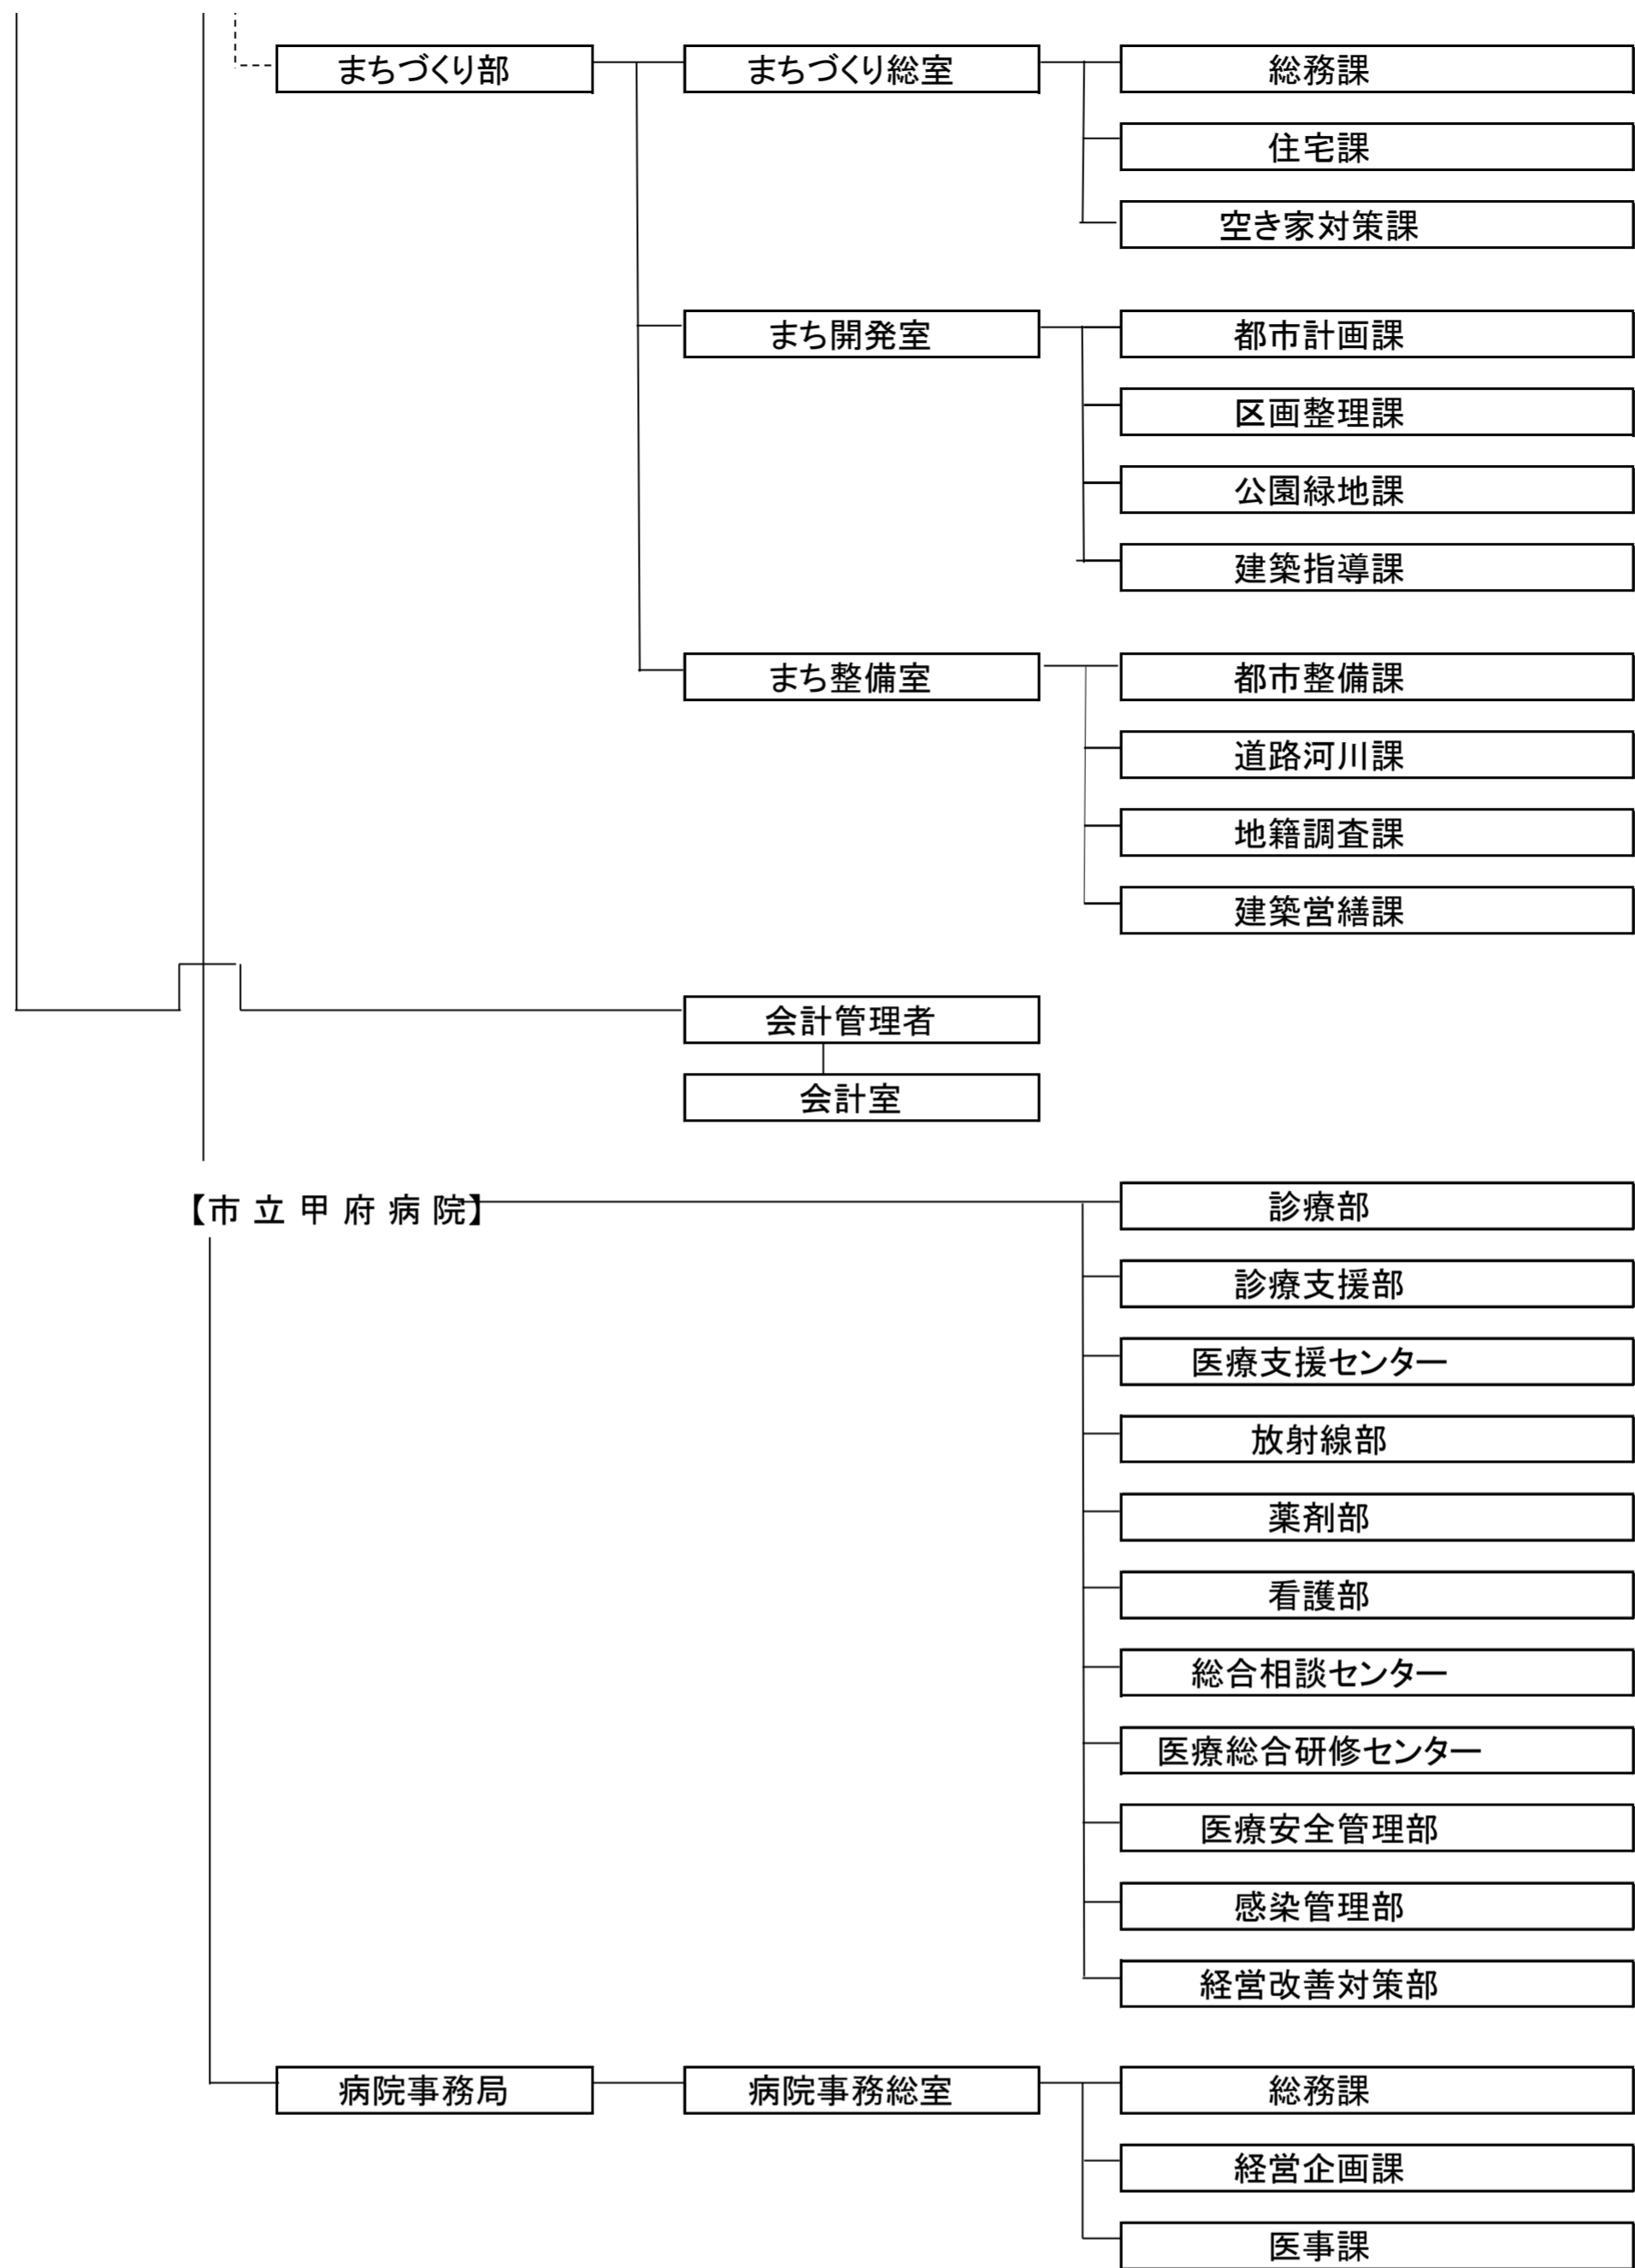 まちづくり部 まちづくり総室 総務課
住宅課
空き家対策課
まち開発室 都市計画課
区画整理課
公園緑地課
建築指導課
まち整備室 都市整備課
道路河川課
地籍調査課
建築営繕課
会計管理者
会計室
【市 立 甲 府 病 院】 診療部
診療支援部
医療支援センター
放射線部
薬剤部
看護部
総合相談センター
医療総合研修センター
医療安全管理部
感染管理部
経営改善対策部
病院事務局 病院事務総室 総務課
経営企画課
医事課